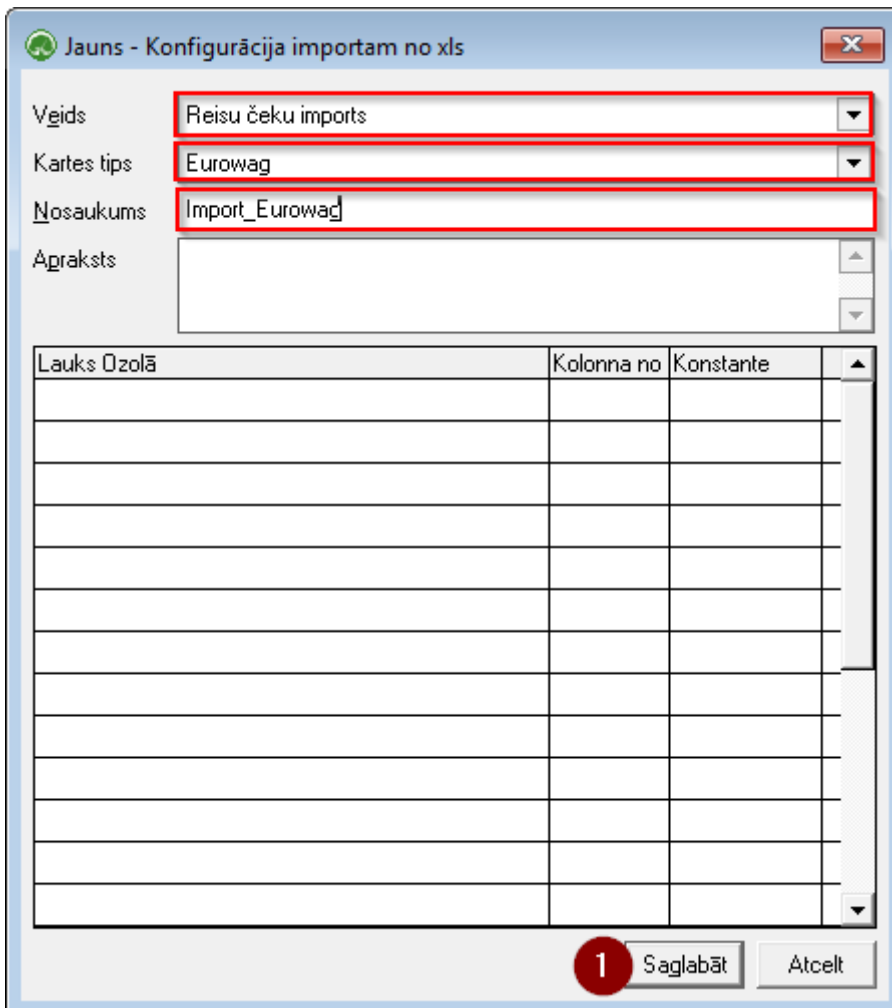 Jauns - Konfigurācija importam no xls
Veids Reisu čeku imports
Kartes tips Eurowag
Nosaukums Import_Eurowag
Apraksts
Lauks Ozolā Kolonna no Konstante
1 Saglabāt Atcelt